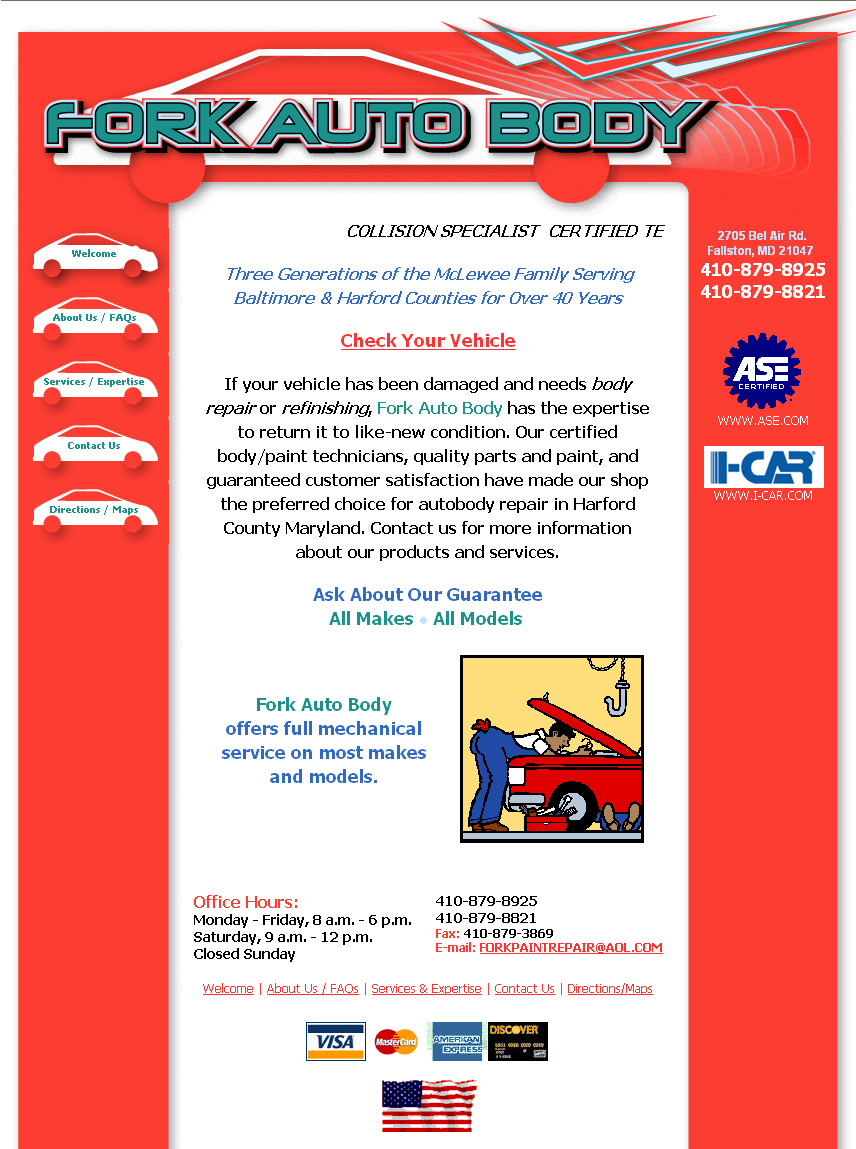 FORK AUTO BODY
Welcome
About Us / FAQs
Services / Expertise
Contact Us
Directions / Maps
COLLISION SPECIALIST CERTIFIED TE
Three Generations of the McLewee Family Serving
Baltimore & Harford Counties for Over 40 Years
Check Your Vehicle
If your vehicle has been damaged and needs body
repair or refinishing, Fork Auto Body has the expertise
to return it to like-new condition. Our certified
body/paint technicians, quality parts and paint, and
guaranteed customer satisfaction have made our shop
the preferred choice for autobody repair in Harford
County Maryland. Contact us for more information
about our products and services.
Ask About Our Guarantee
All Makes • All Models
Fork Auto Body
offers full mechanical
service on most makes
and models.
2705 Bel Air Rd.
Fallston, MD 21047
410-879-8925
410-879-8821
ASE
CERTIFIED
WWW.ASE.COM
I-CAR
WWW.I-CAR.COM
Office Hours:
Monday - Friday, 8 a.m. - 6 p.m.
Saturday, 9 a.m. - 12 p.m.
Closed Sunday
410-879-8925
410-879-8821
Fax: 410-879-3869
E-mail: FORKPAINTREPAIR@AOL.COM
Welcome | About Us / FAQs | Services & Expertise | Contact Us | Directions/Maps
VISA
MasterCard
AMERICAN
EXPRESS
DISCOVER